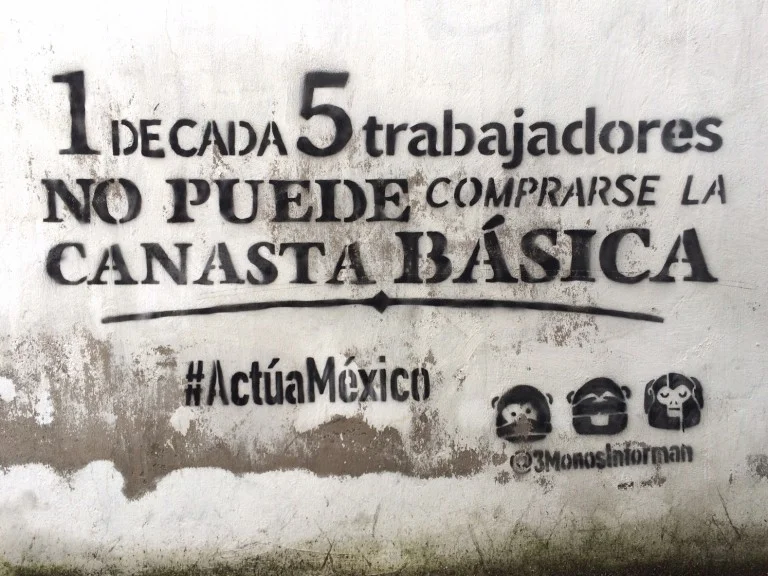 1 DE CADA 5 trabajadores
NO PUEDE COMPRARSE LA
CANASTA BÁSICA
#ActúaMéxico
@3MonosInforman